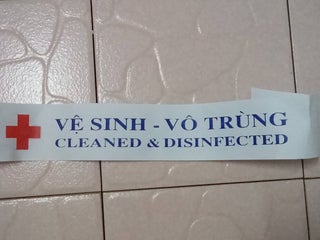 VỆ SINH - VÔ TRÙNG
CLEANED & DISINFECTED